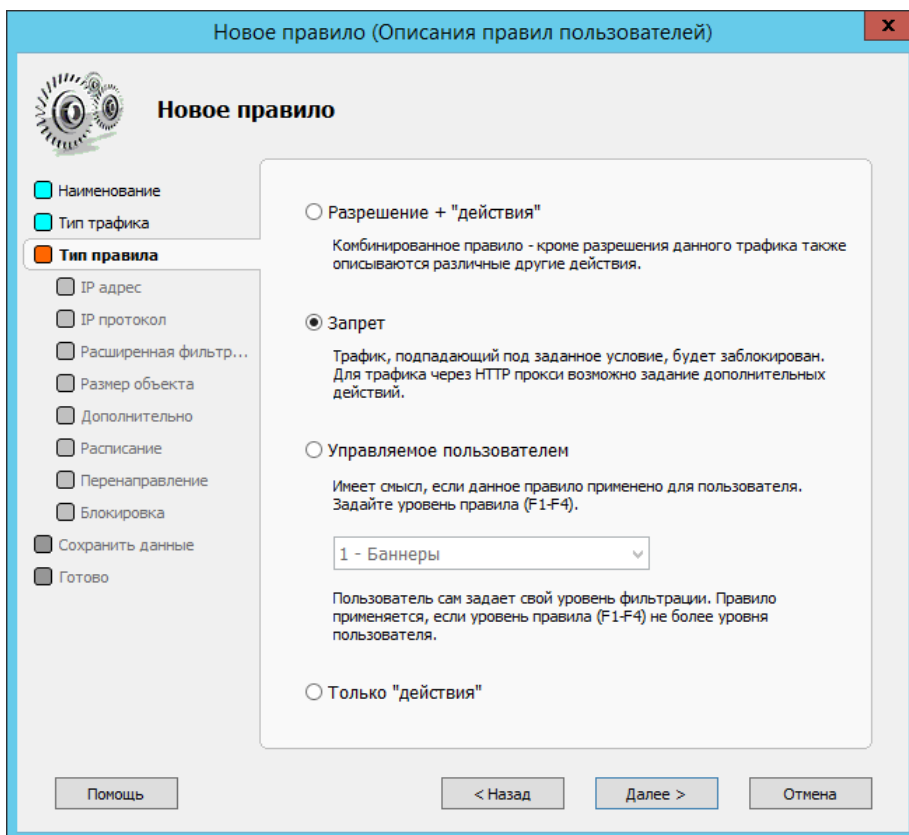 Новое правило (Описания правил пользователей)
x
Новое правило
Наименование
Тип трафика
Тип правила
IP адрес
IP протокол
Расширенная фильтр...
Размер объекта
Дополнительно
Расписание
Перенаправление
Блокировка
Сохранить данные
Готово
Разрешение + "действия"
Комбинированное правило - кроме разрешения данного трафика также
описываются различные другие действия.
Запрет
Трафик, подпадающий под заданное условие, будет заблокирован.
Для трафика через HTTP прокси возможно задание дополнительных
действий.
Управляемое пользователем
Имеет смысл, если данное правило применено для пользователя.
Задайте уровень правила (F1-F4).
1 - Баннеры
Пользователь сам задает свой уровень фильтрации. Правило
применяется, если уровень правила (F1-F4) не более уровня
пользователя.
Только "действия"
Помощь
< Назад
Далее >
Отмена